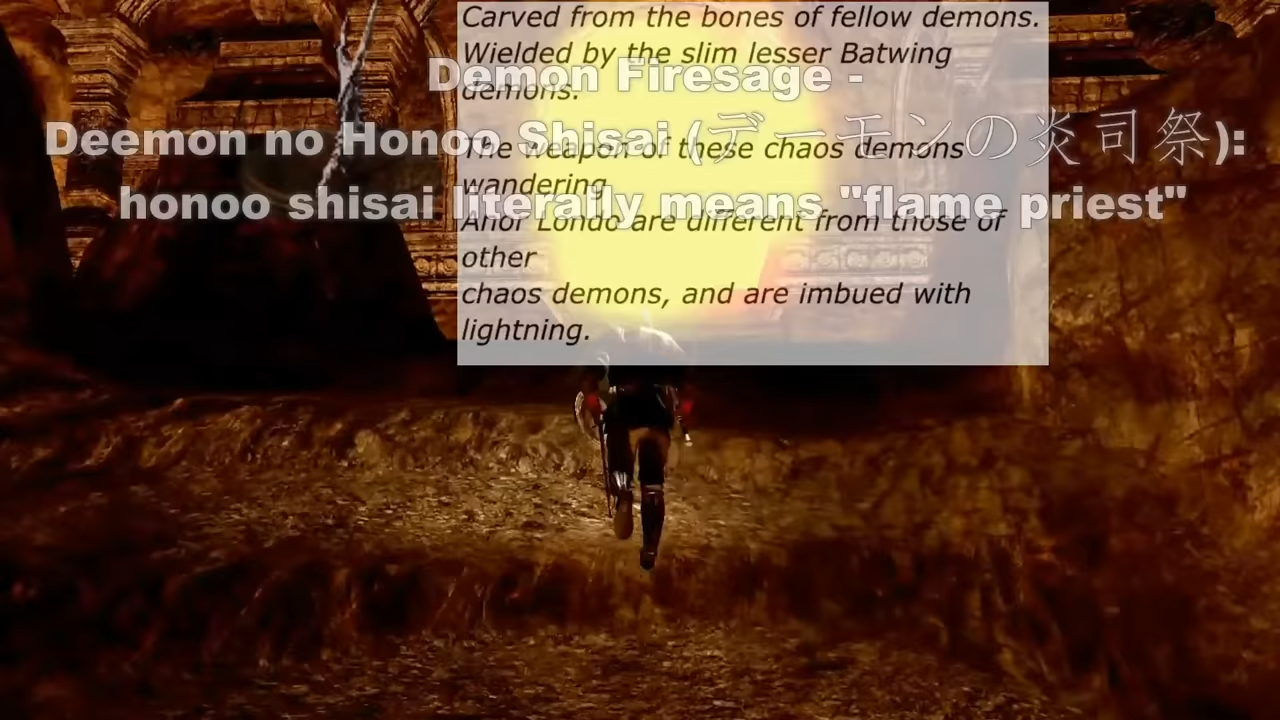 Carved from the bones of fellow demons.
Wielded by the slim lesser Batwing
demons.
The weapon of these chaos demons
wandering
Anor Londo are different from those of
other
chaos demons, and are imbued with
lightning.
Demon Firesage -
Deemon no Honoo Shisai (デーモンの炎司祭):
honoo shisai literally means "flame priest"